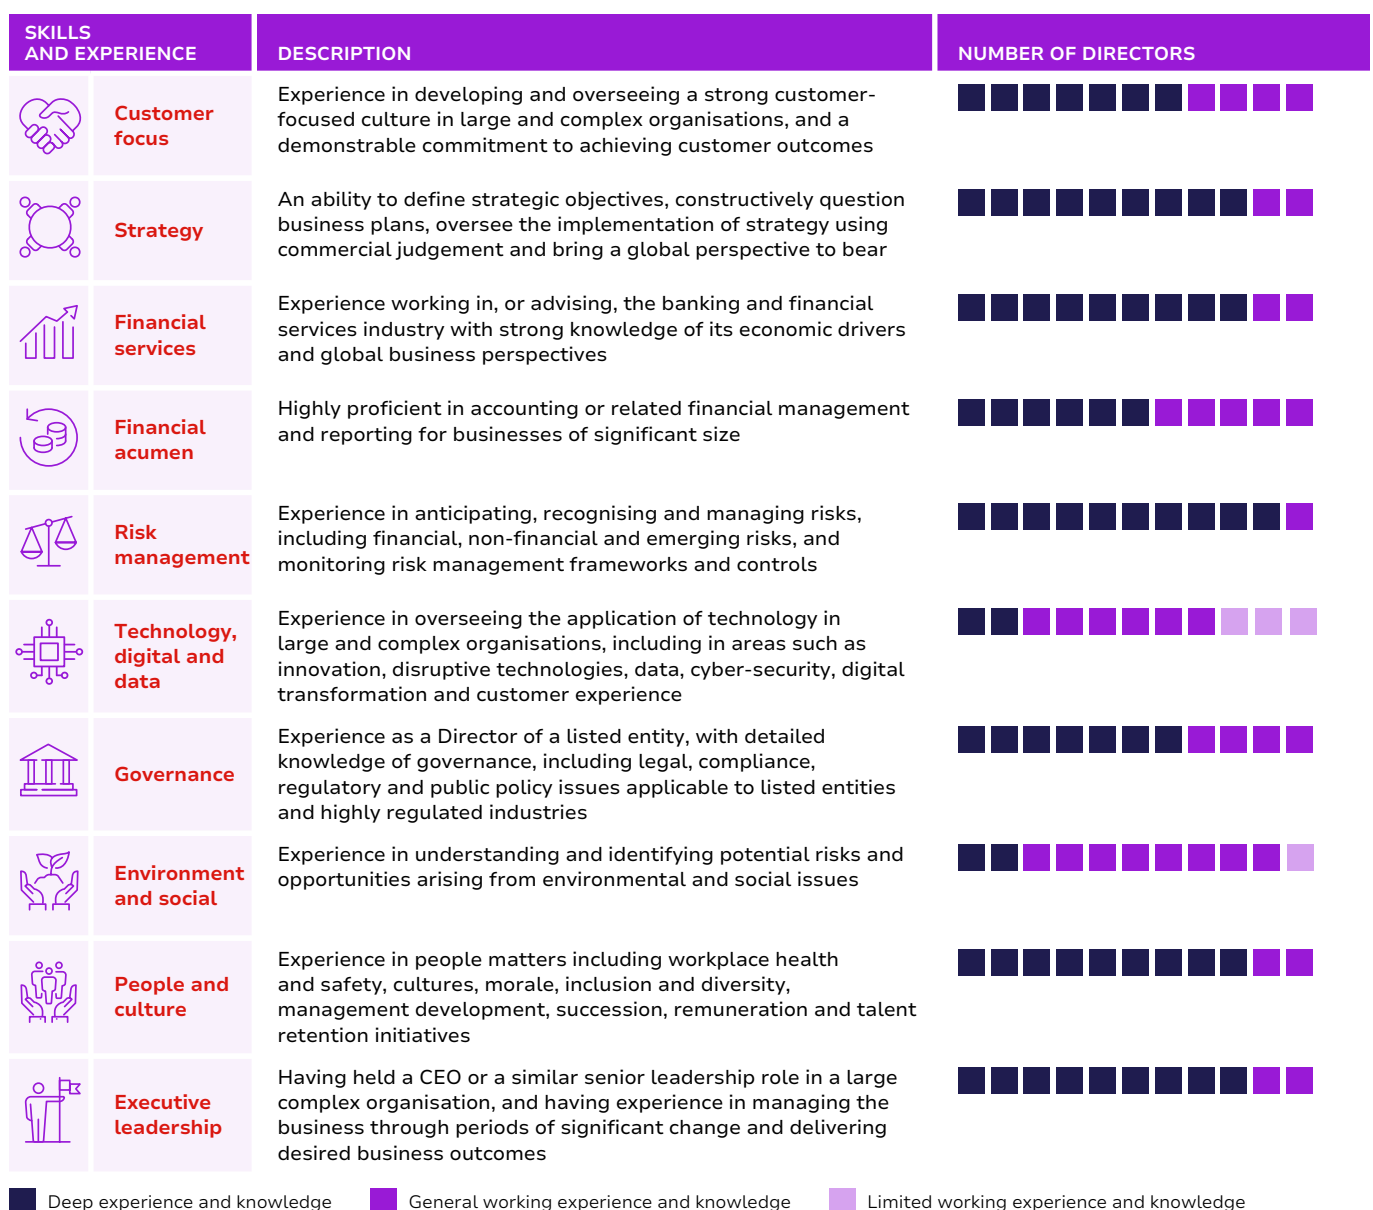 SKILLS
AND EXPERIENCE
DESCRIPTION
NUMBER OF DIRECTORS
Customer
focus
Experience in developing and overseeing a strong customer-
focused culture in large and complex organisations, and a
demonstrable commitment to achieving customer outcomes
Strategy
An ability to define strategic objectives, constructively question
business plans, oversee the implementation of strategy using
commercial judgement and bring a global perspective to bear
Financial
services
Experience working in, or advising, the banking and financial
services industry with strong knowledge of its economic drivers
and global business perspectives
Financial
acumen
Highly proficient in accounting or related financial management
and reporting for businesses of significant size
Risk
management
Experience in anticipating, recognising and managing risks,
including financial, non-financial and emerging risks, and
monitoring risk management frameworks and controls
Technology,
digital and
data
Experience in overseeing the application of technology in
large and complex organisations, including in areas such as
innovation, disruptive technologies, data, cyber-security, digital
transformation and customer experience
Governance
Experience as a Director of a listed entity, with detailed
knowledge of governance, including legal, compliance,
regulatory and public policy issues applicable to listed entities
and highly regulated industries
Environment
and social
Experience in understanding and identifying potential risks and
opportunities arising from environmental and social issues
People and
culture
Experience in people matters including workplace health
and safety, cultures, morale, inclusion and diversity,
management development, succession, remuneration and talent
retention initiatives
Executive
leadership
Having held a CEO or a similar senior leadership role in a large
complex organisation, and having experience in managing the
business through periods of significant change and delivering
desired business outcomes
Deep experience and knowledge
General working experience and knowledge
Limited working experience and knowledge